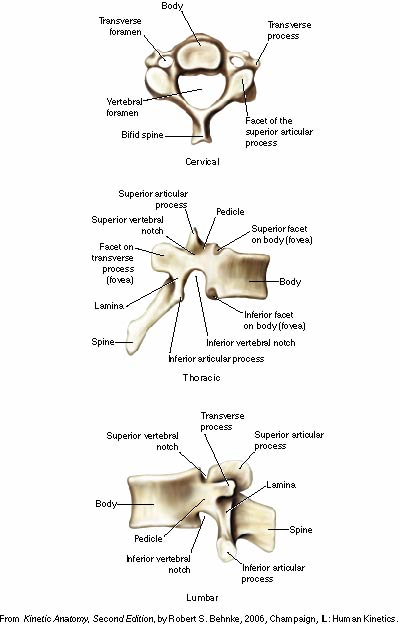 Body
Transverse
foramen
Transverse
process
Vertebral
foramen
Facet of the
superior articular
process
Bifid spine
Cervical
Superior articular
process
Pedicle
Superior vertebral
notch
Superior facet
on body (fovea)
Facet on
transverse
process
(fovea)
Body
Lamina
Inferior facet
on body (fovea)
Spine
Inferior vertebral notch
Inferior articular process
Thoracic
Transverse
process
Superior vertebral
notch
Superior articular
process
Lamina
Body
Spine
Pedicle
Inferior vertebral
notch
Inferior articular
process
Lumbar
From Kinetic Anatomy, Second Edition, by Robert S. Behnke, 2006, Champaign, IL: Human Kinetics.